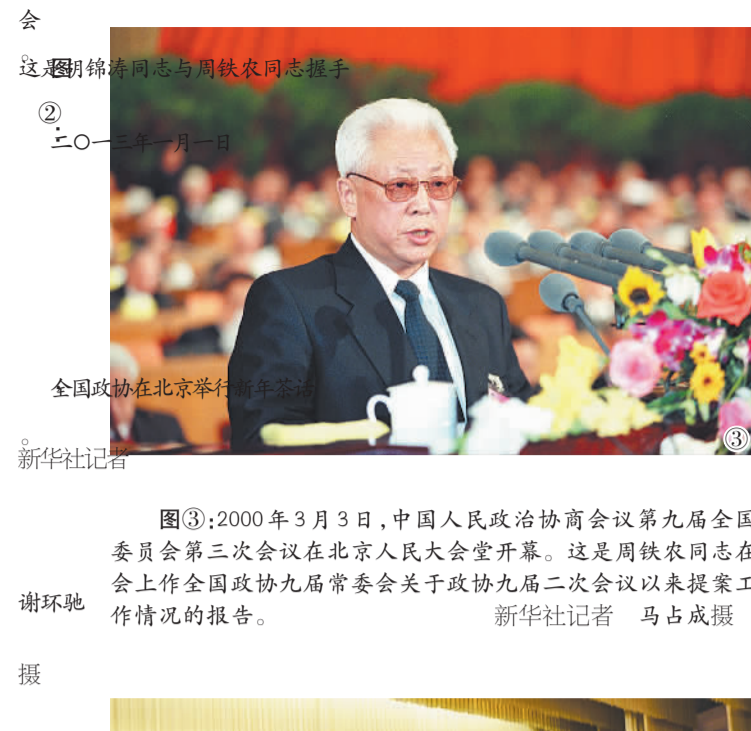 会
。
图
这是胡锦涛同志与周铁农同志握手
②
:
二〇一三年一月一日
全国政协在北京举行新年茶话
。
新华社记者
③
图③:2000年3月3日,中国人民政治协商会议第九届全国
委员会第三次会议在北京人民大会堂开幕。这是周铁农同志在
会上作全国政协九届常委会关于政协九届二次会议以来提案工
作情况的报告。 新华社记者 马占成摄
谢环驰
摄